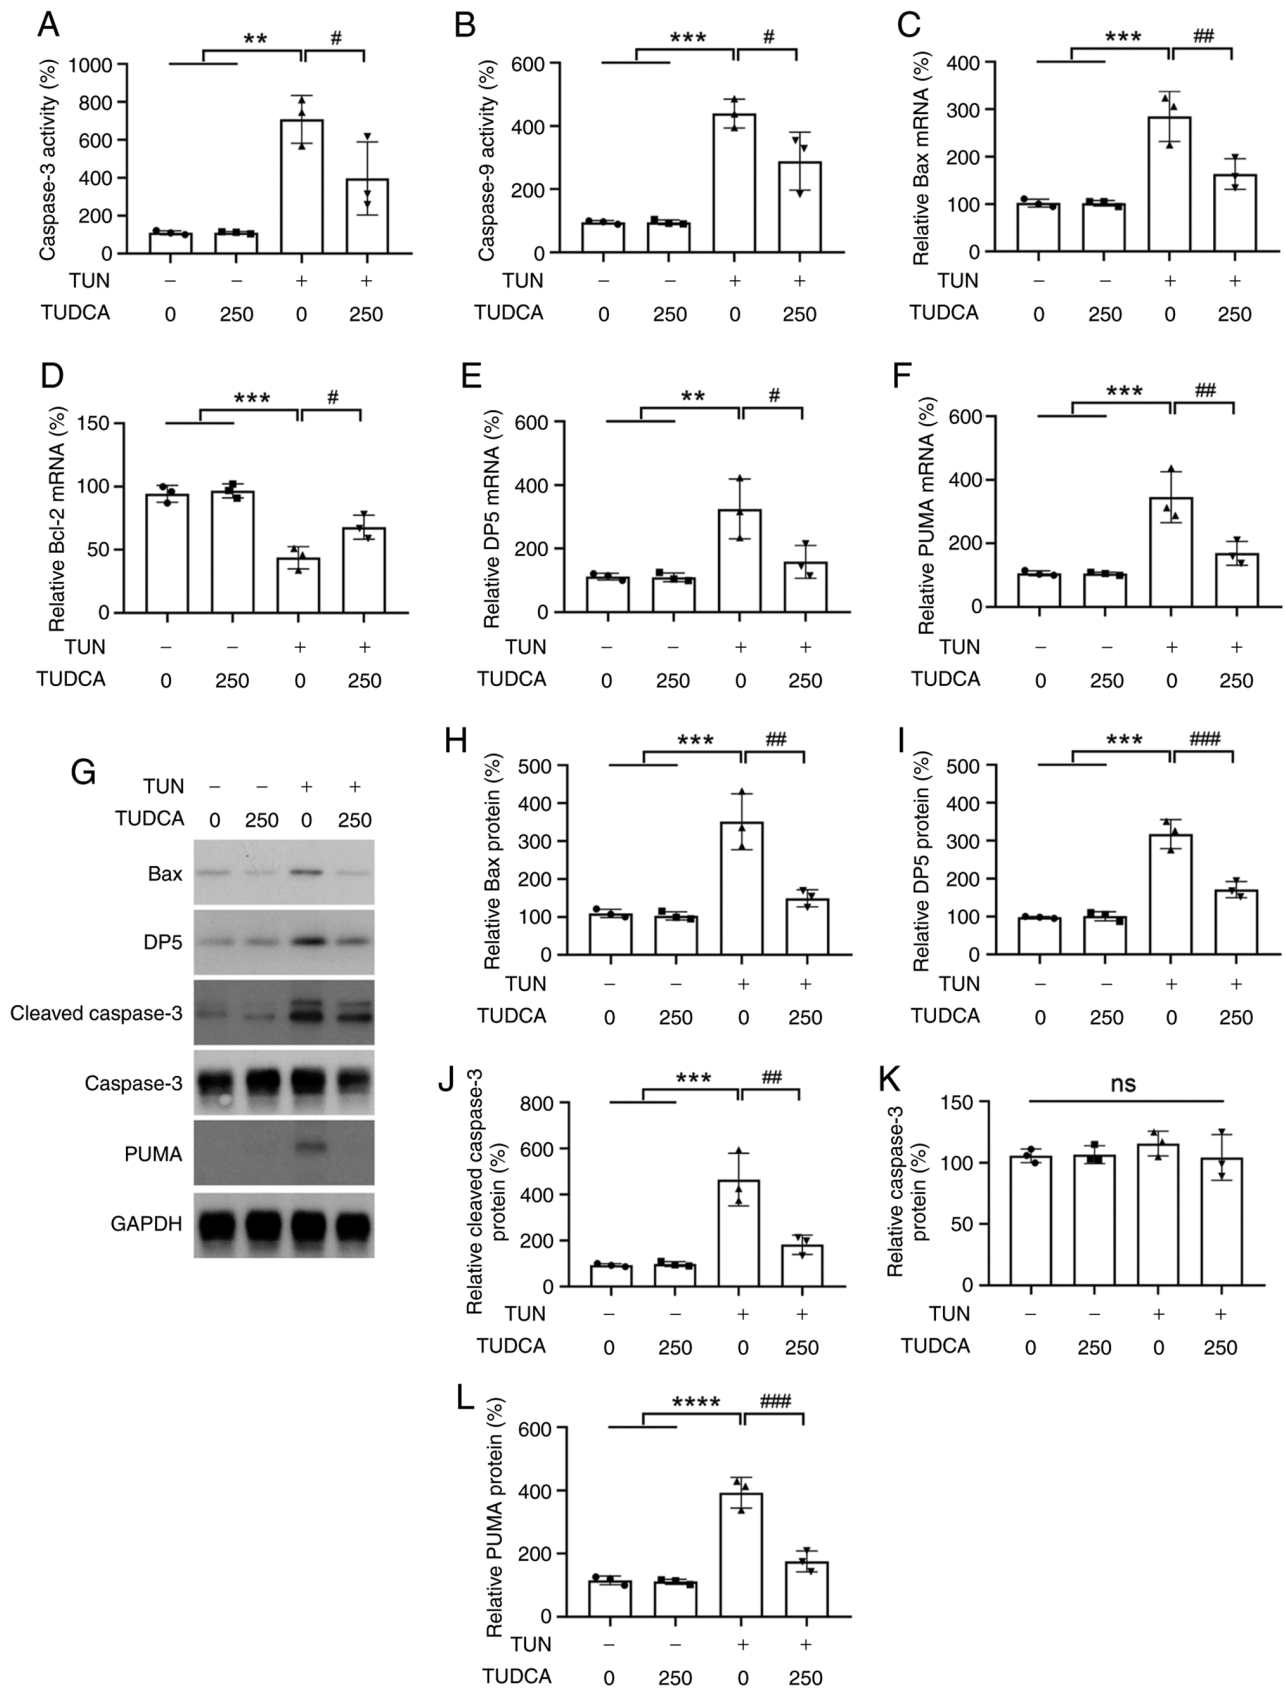 A
** #
Caspase-3 activity (%)
1000
800
600
400
200
0
TUN – – + +
TUDCA 0 250 0 250
B
*** #
Caspase-9 activity (%)
600
400
200
0
TUN – – + +
TUDCA 0 250 0 250
C
*** ##
Relative Bax mRNA (%)
400
300
200
100
0
TUN – – + +
TUDCA 0 250 0 250
D
*** #
Relative Bcl-2 mRNA (%)
150
100
50
0
TUN – – + +
TUDCA 0 250 0 250
E
** #
Relative DP5 mRNA (%)
600
400
200
0
TUN – – + +
TUDCA 0 250 0 250
F
*** ##
Relative PUMA mRNA (%)
600
400
200
0
TUN – – + +
TUDCA 0 250 0 250
G
TUN – – + +
TUDCA 0 250 0 250
Bax
DP5
Cleaved caspase-3
Caspase-3
PUMA
GAPDH
H
*** ##
Relative Bax protein (%)
500
400
300
200
100
0
TUN – – + +
TUDCA 0 250 0 250
I
*** ###
Relative DP5 protein (%)
500
400
300
200
100
0
TUN – – + +
TUDCA 0 250 0 250
J
*** ##
Relative cleaved caspase-3
protein (%)
800
600
400
200
0
TUN – – + +
TUDCA 0 250 0 250
K
ns
Relative caspase-3
protein (%)
150
100
50
0
TUN – – + +
TUDCA 0 250 0 250
L
**** ###
Relative PUMA protein (%)
600
400
200
0
TUN – – + +
TUDCA 0 250 0 250